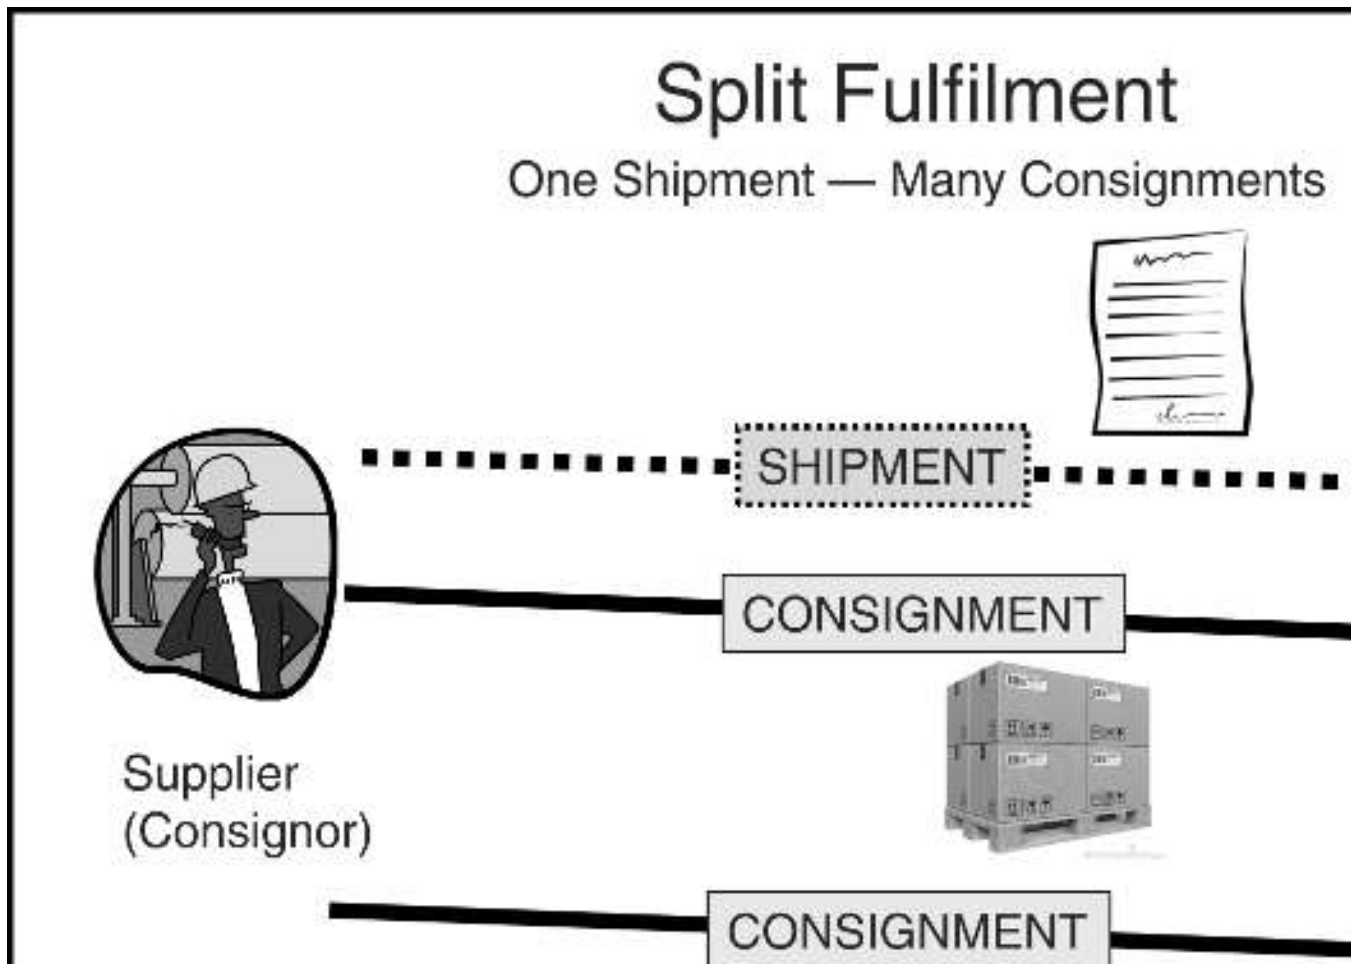 Split Fulfilment
One Shipment — Many Consignments
SHIPMENT
CONSIGNMENT
Supplier
(Consignor)
CONSIGNMENT